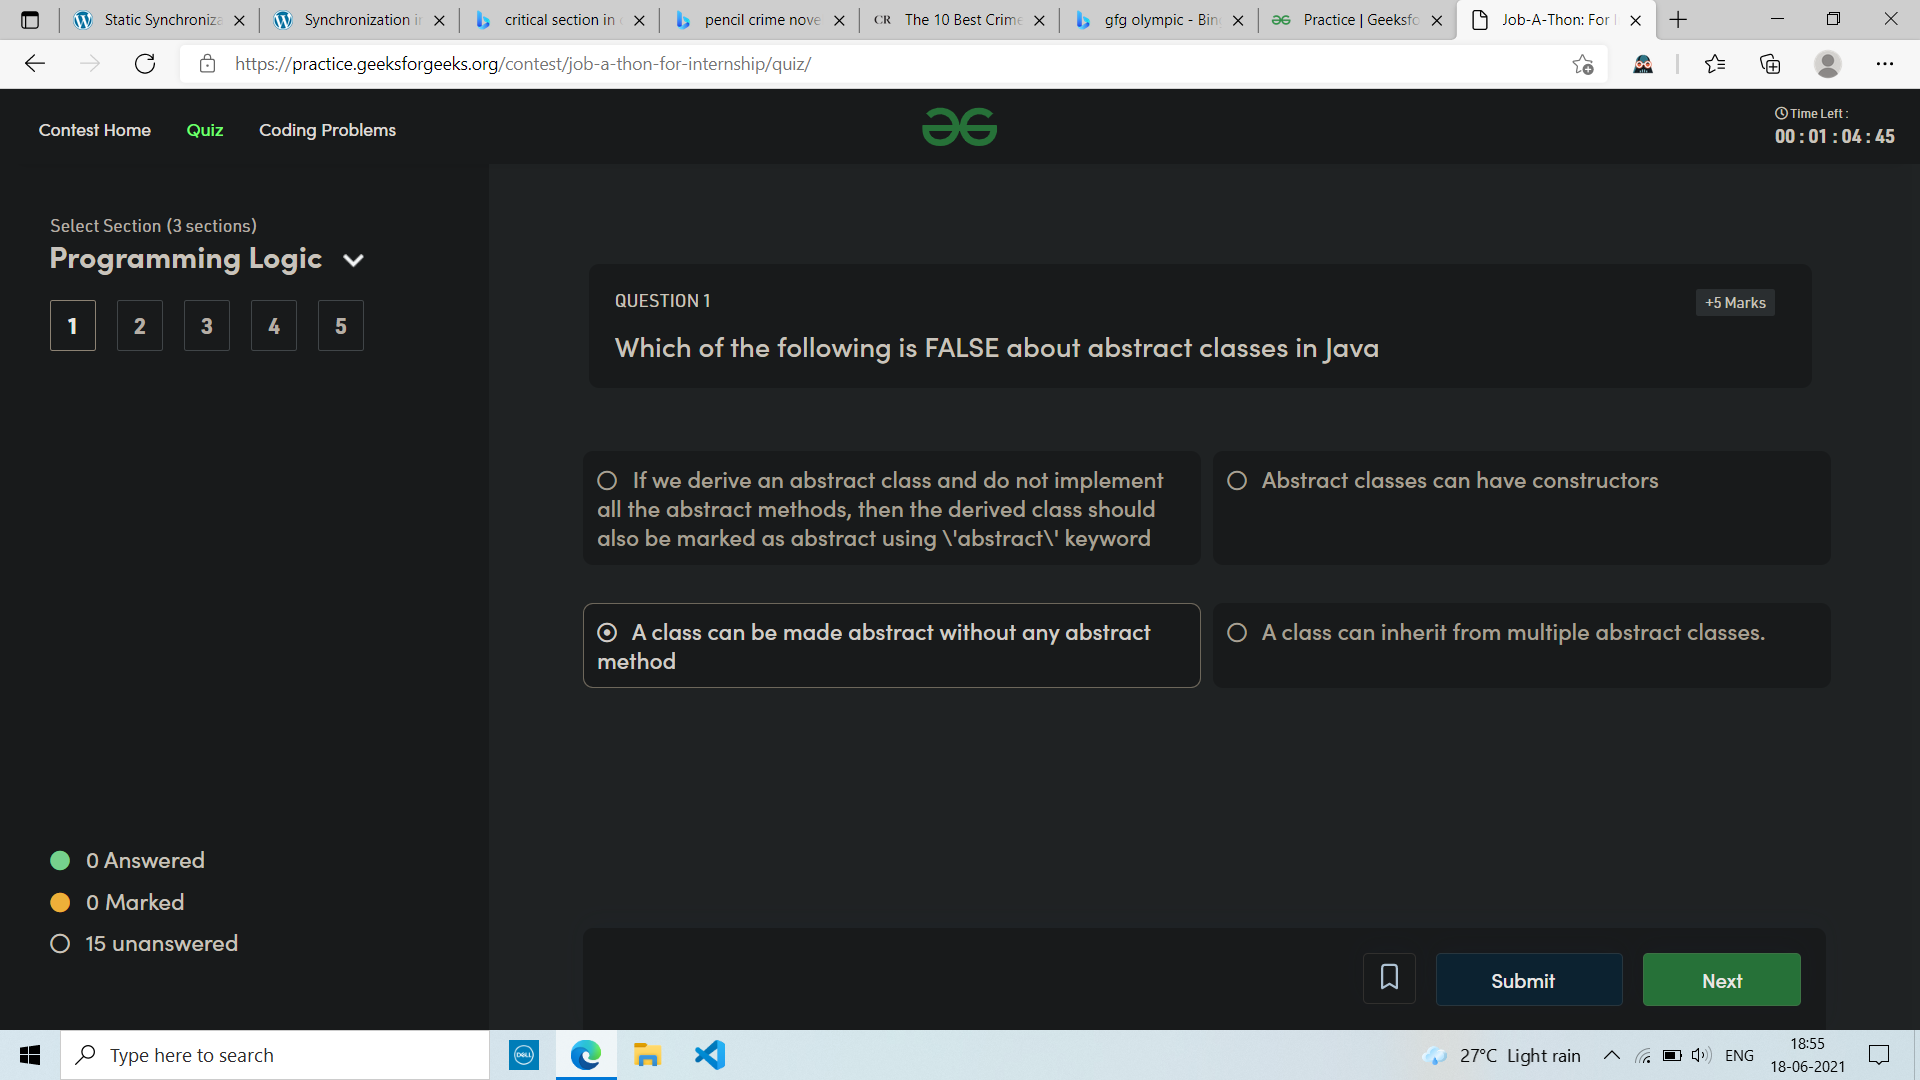 Static Synchroniza
Synchronization i
critical section in
pencil crime nove
CR The 10 Best Crime
gfg olympic - Bin
Practice | Geeksfo
Job-A-Thon: For
https://practice.geeksforgeeks.org/contest/job-a-thon-for-internship/quiz/
Contest Home Quiz Coding Problems
Time Left :
00 : 01 : 04 : 45
Select Section (3 sections)
Programming Logic
1 2 3 4 5
QUESTION 1
+5 Marks
Which of the following is FALSE about abstract classes in Java
If we derive an abstract class and do not implement
all the abstract methods, then the derived class should
also be marked as abstract using \'abstract\' keyword
Abstract classes can have constructors
A class can be made abstract without any abstract
method
A class can inherit from multiple abstract classes.
0 Answered
0 Marked
15 unanswered
Submit
Next
Type here to search
DELL
27°C Light rain
ENG
18:55
18-06-2021